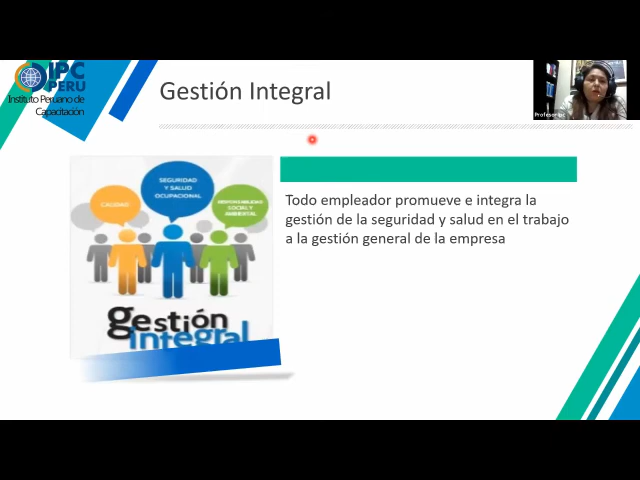 IPC
PERU
Instituto Peruano de
Capacitación
Gestión Integral
CALIDAD
SEGURIDAD
Y SALUD
OCUPACIONAL
RESPONSABILIDAD
SOCIAL Y
AMBIENTAL
gestión
integral
Todo empleador promueve e integra la
gestión de la seguridad y salud en el trabajo
a la gestión general de la empresa